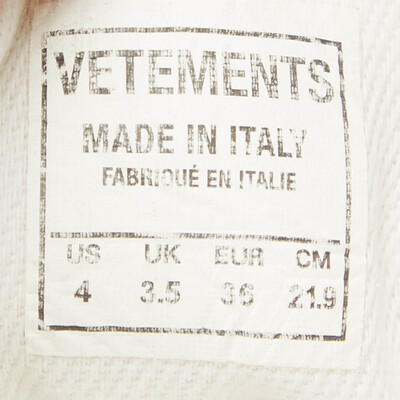 VETEMENTS
MADE IN ITALY
FABRIQUÉ EN ITALIE
US UK EUR CM
4 3.5 36 21.9